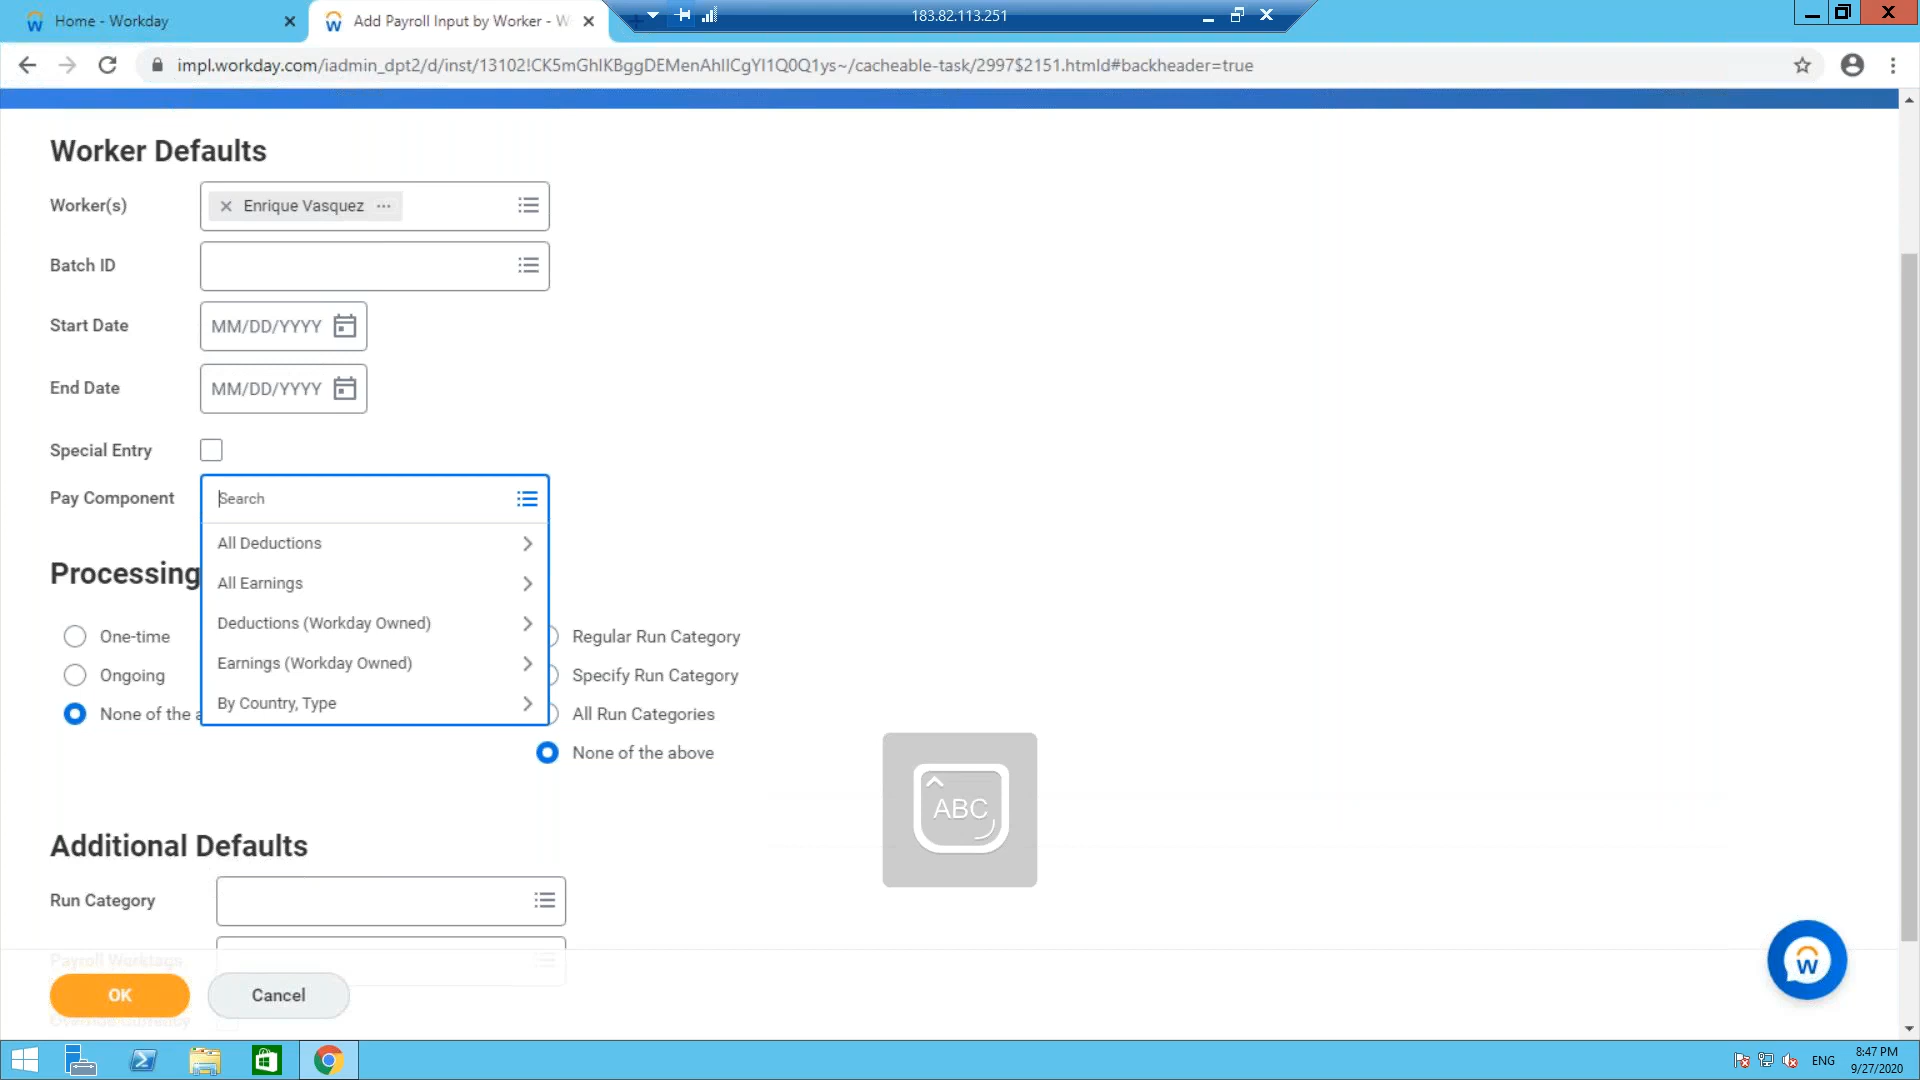 Home - Workday
Add Payroll Input by Worker - W
183.82.113.251
impl.workday.com/iadmin_dpt2/d/inst/13102!CK5mGhIKBggDEMenAhIICgYI1Q0Q1ys~/cacheable-task/2997$2151.htmld#backheader=true
Worker Defaults
Worker(s)
Enrique Vasquez
Batch ID
Start Date
MM/DD/YYYY
End Date
MM/DD/YYYY
Special Entry
Pay Component
Search
All Deductions
All Earnings
Deductions (Workday Owned)
Earnings (Workday Owned)
By Country, Type
Processing
One-time
Ongoing
None of the a
Regular Run Category
Specify Run Category
All Run Categories
None of the above
ABC
Additional Defaults
Run Category
Payroll Worktags
OK
Cancel
Override Currency
ENG
8:47 PM
9/27/2020